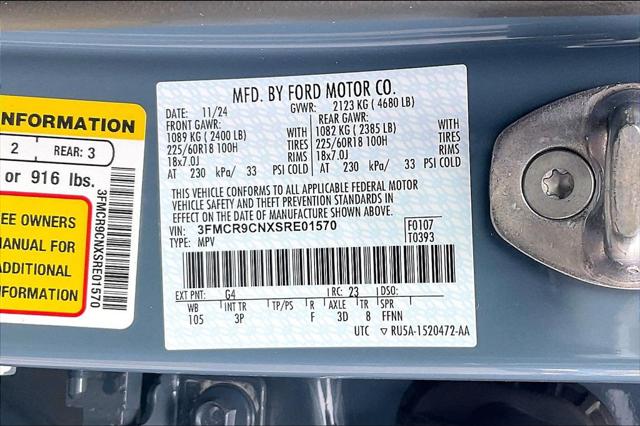 INFORMATION
2 REAR: 3
or 916 lbs.
EE OWNERS
MANUAL FOR
ADDITIONAL
INFORMATION
3FMCR9CNXSRE01570
MFD. BY FORD MOTOR CO.
DATE: 11/24 GVWR: 2123 KG ( 4680 LB)
FRONT GAWR: REAR GAWR:
1089 KG ( 2400 LB) WITH 1082 KG ( 2385 LB) WITH
225/60R18 100H TIRES 225/60R18 100H TIRES
18x7.0J RIMS 18x7.0J RIMS
AT 230 kPa/ 33 PSI COLD AT 230 kPa/ 33 PSI COLD
THIS VEHICLE CONFORMS TO ALL APPLICABLE FEDERAL MOTOR
VEHICLE SAFETY AND THEFT PREVENTION STANDARDS IN EFFECT ON THE
DATE OF MANUFACTURE SHOWN ABOVE.
VIN: 3FMCR9CNXSRE01570 F0107
TYPE: MPV T0393
EXT PNT: G4 RC: 23 DSO:
WB INT TR TP/PS R AXLE TR SPR
105 3P F 3D 8 FFNN
UTC ▽ RU5A-1520472-AA